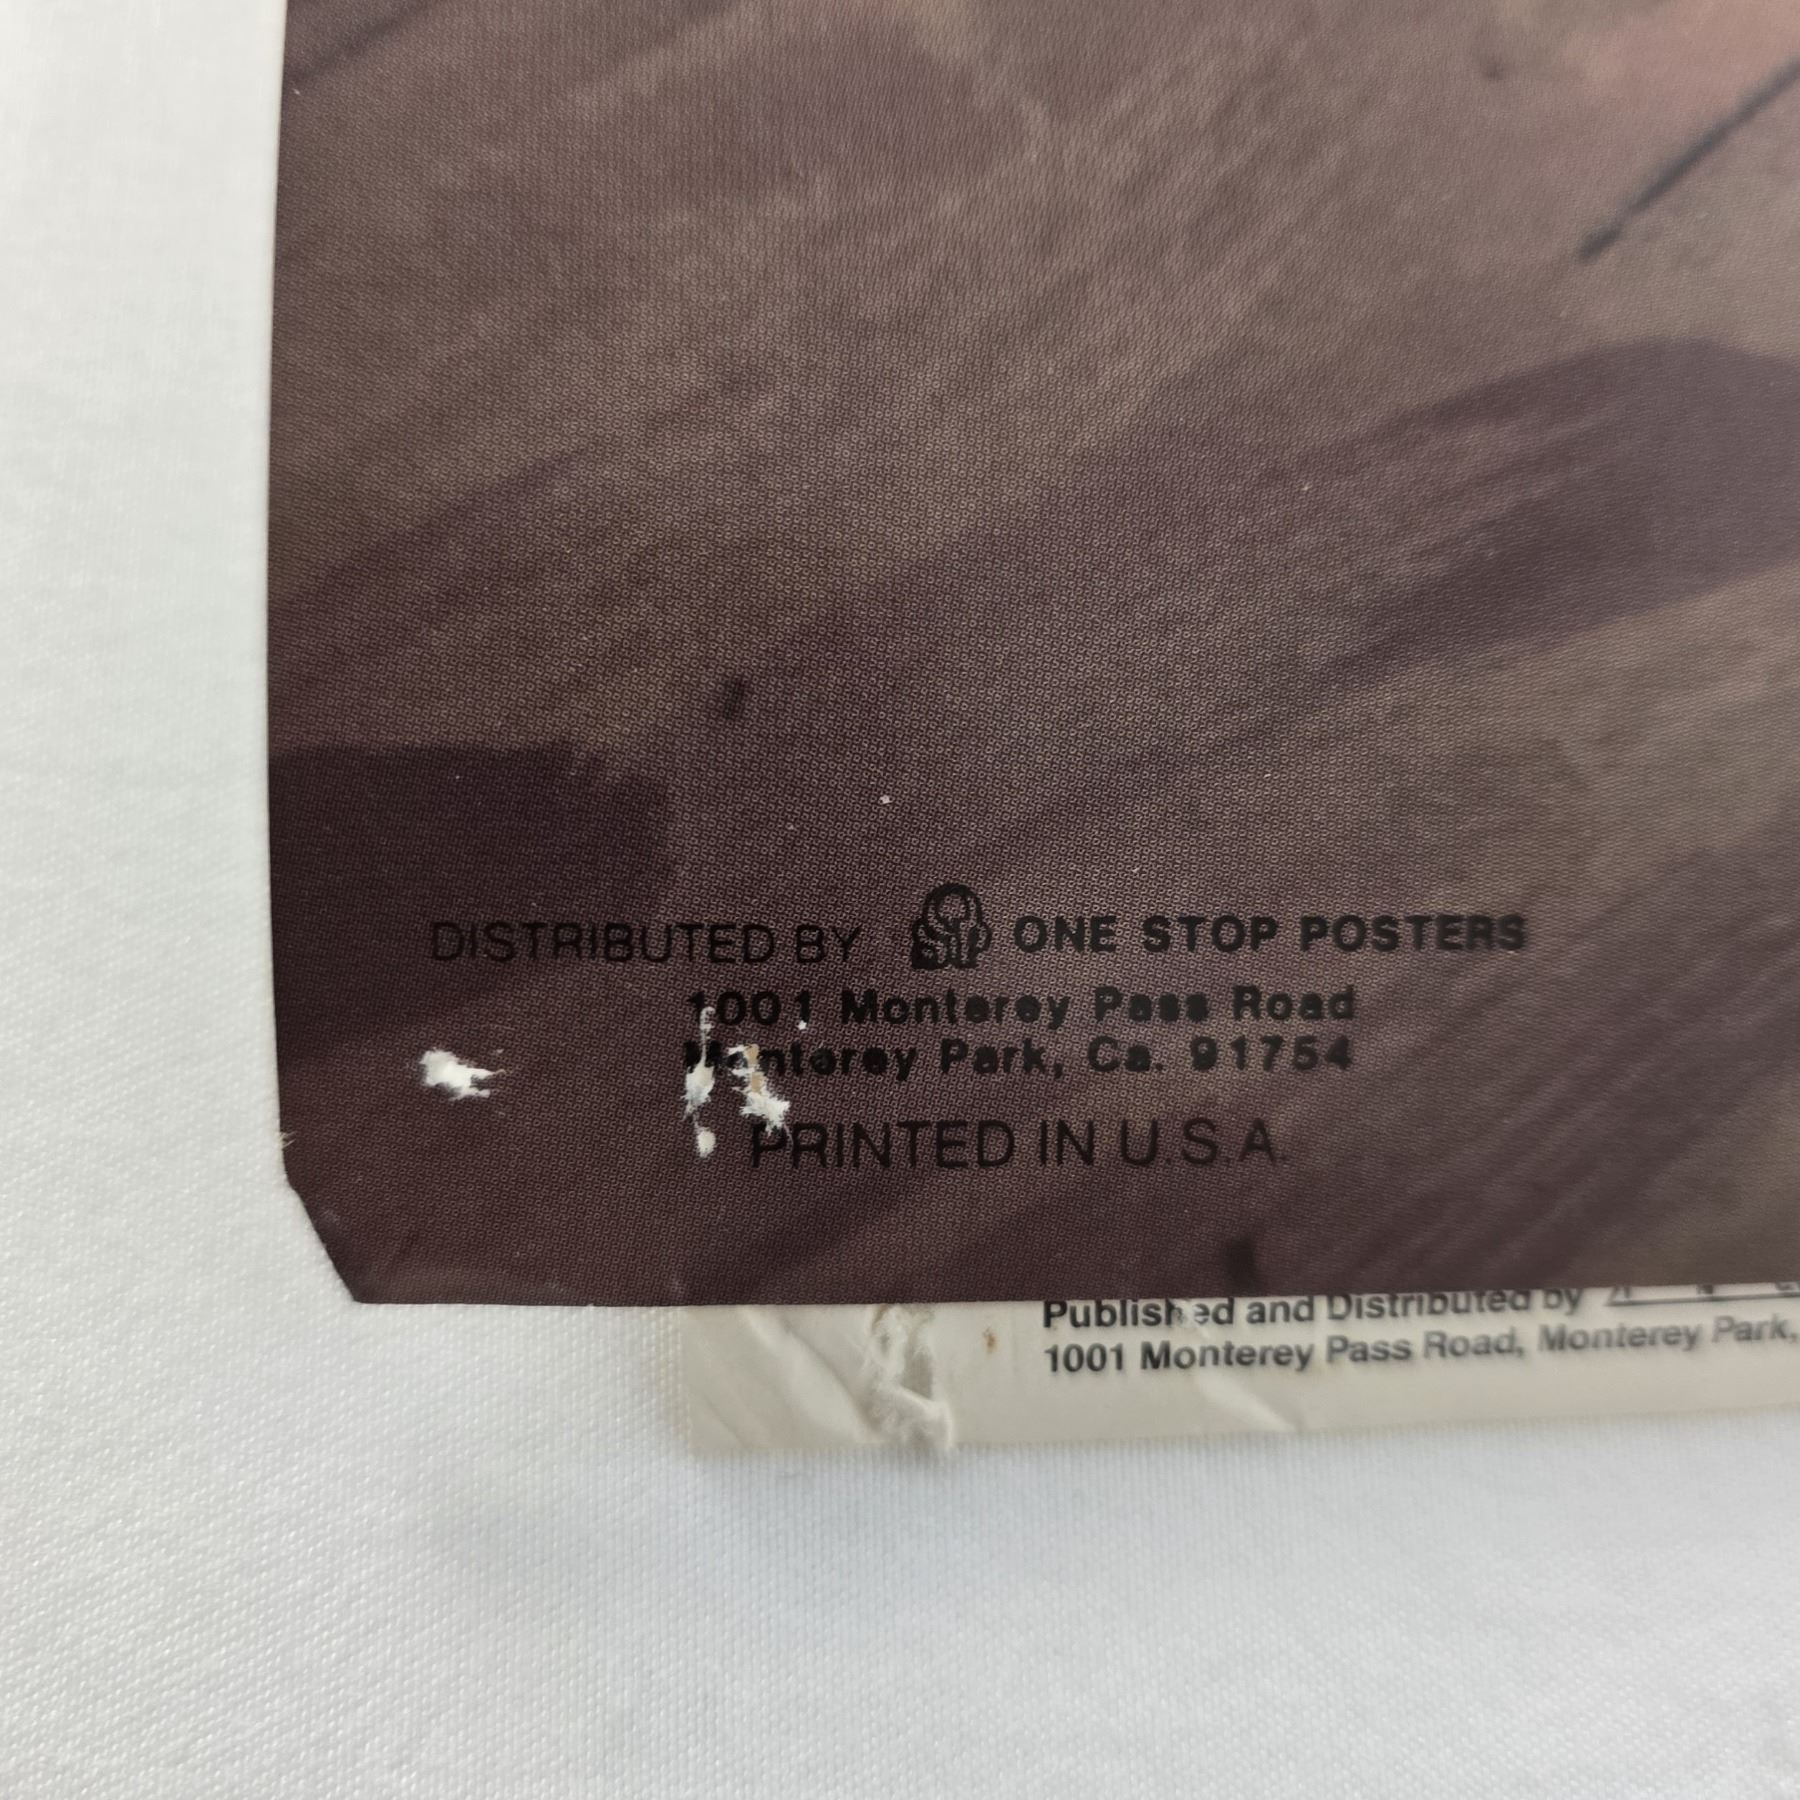 DISTRIBUTED BY: ONE STOP POSTERS
1001 Monterey Pass Road
Monterey Park, Ca. 91754
PRINTED IN U.S.A.
Published and Distributed by
1001 Monterey Pass Road, Monterey Park,